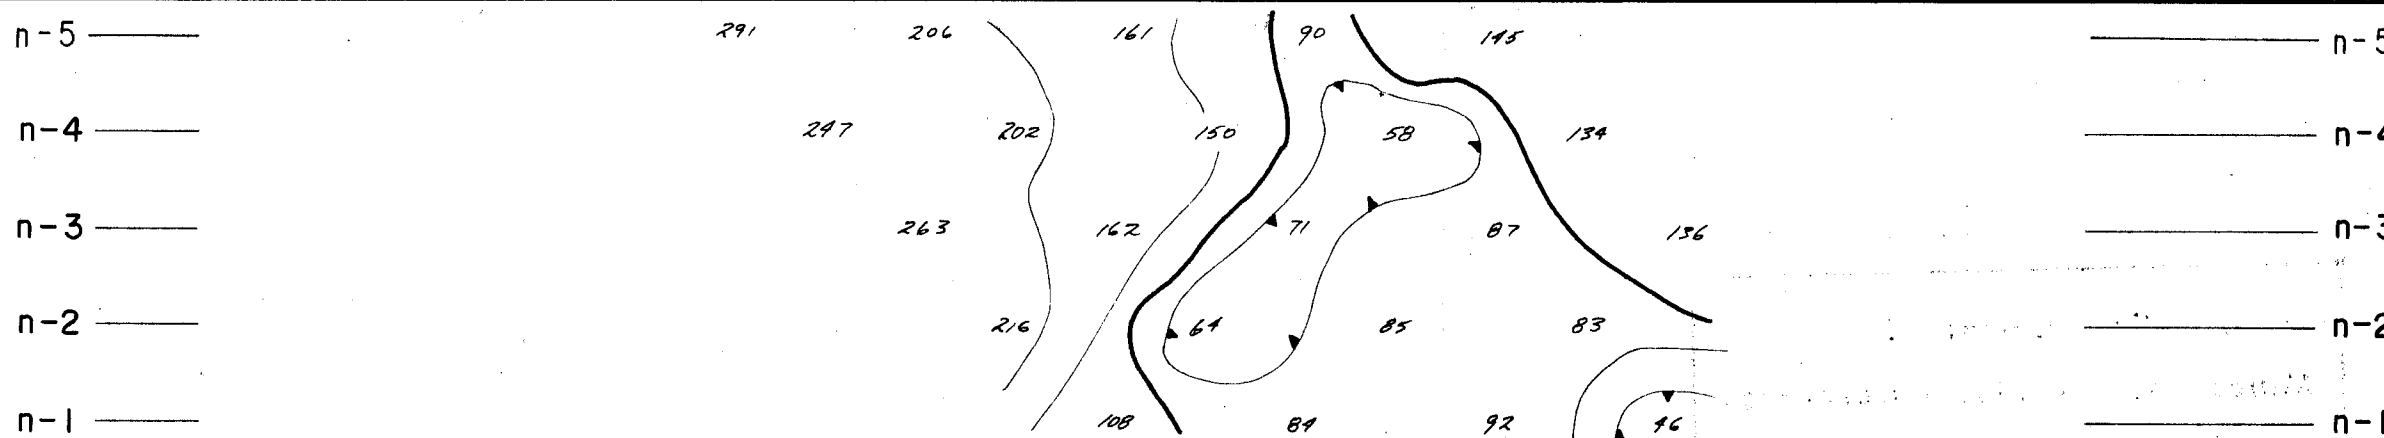 n-5 291 206 161 90 145 n-5
n-4 247 202 150 58 134 n-4
n-3 263 162 71 87 136 n-3
n-2 216 64 85 83 n-2
n-1 108 84 92 46 n-1